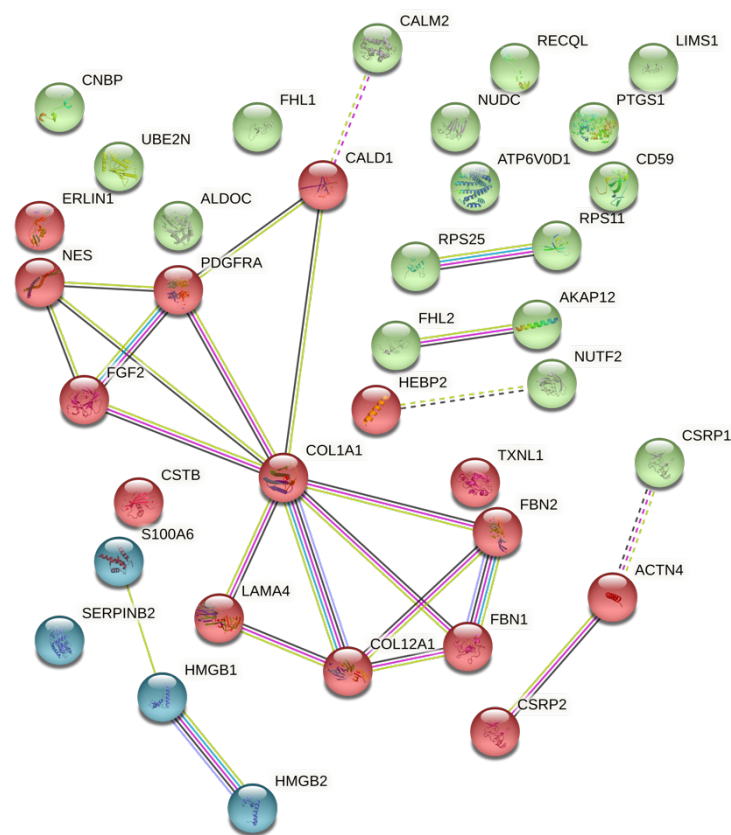 CALM2
RECQL
LIMS1
CNBP
FHL1
NUDC
PTGS1
UBE2N
CALD1
ATP6V0D1
CD59
ERLIN1
ALDOC
RPS11
NES
PDGFRA
RPS25
AKAP12
FHL2
FGF2
HEBP2
NUTF2
COL1A1
CSRP1
CSTB
TXNL1
FBN2
S100A6
ACTN4
SERPINB2
LAMA4
FBN1
COL12A1
HMGB1
CSRP2
HMGB2